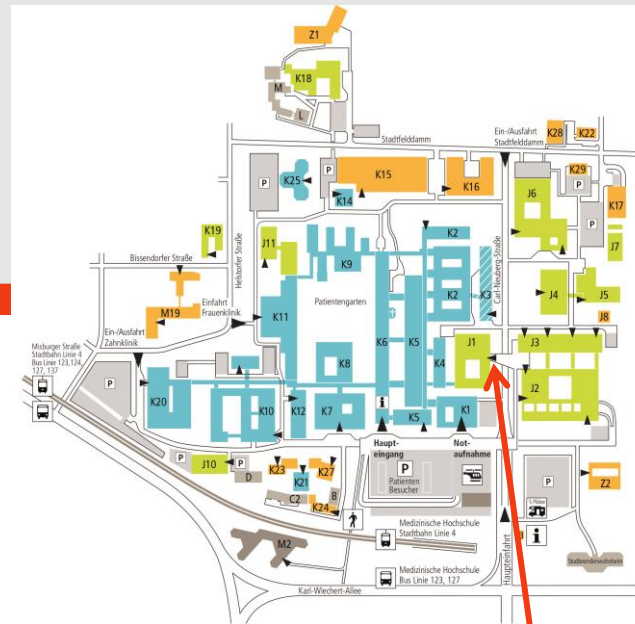 Z1
K18
M
L
Stadtfelddamm
Ein-/Ausfahrt
Stadtfelddamm
K28
K22
P
K25
P
K15
K14
K16
K29
P
K17
J6
P
J7
K19
J11
Bissendorfer Straße
Helstorfer Straße
K9
K2
K2
K3
Carl-Neuberg-Straße
J4
J5
J8
M19
Einfahrt
Frauenklinik
K11
Patientengarten
K6
K5
K4
J1
J3
J2
Ein-/Ausfahrt
Zahnklinik
Misburger Straße
Stadtbahn Linie 4
Bus Linie 123,124,
127, 137
P
K20
K8
K10
K12
K7
i
K5
K1
Haupt-
eingang
Not-
aufnahme
P
Patienten
Besucher
P
J10
P
D
K23
K21
K27
C2
K24
B
P
Z2
i
M2
Medizinische Hochschule
Stadtbahn Linie 4
Medizinische Hochschule
Bus Linie 123, 127
Haupteinfahrt
Studierendenwohnheim
Karl-Wiechert-Allee